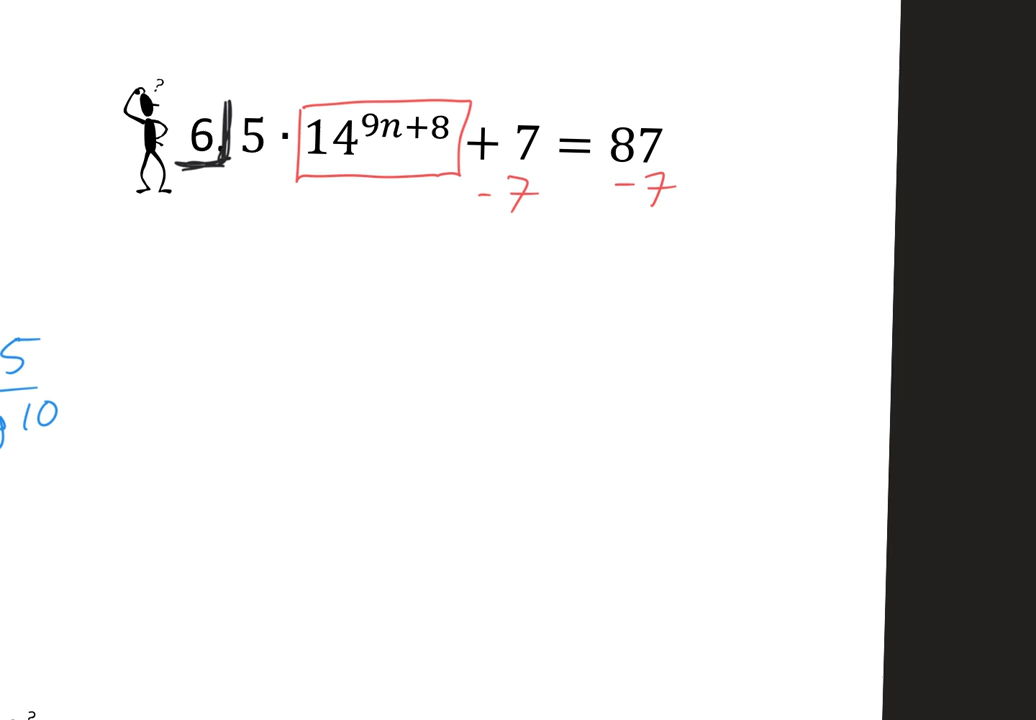 ?
6. 5 · 14^{9n+8} + 7 = 87
- 7 - 7
5
10
?